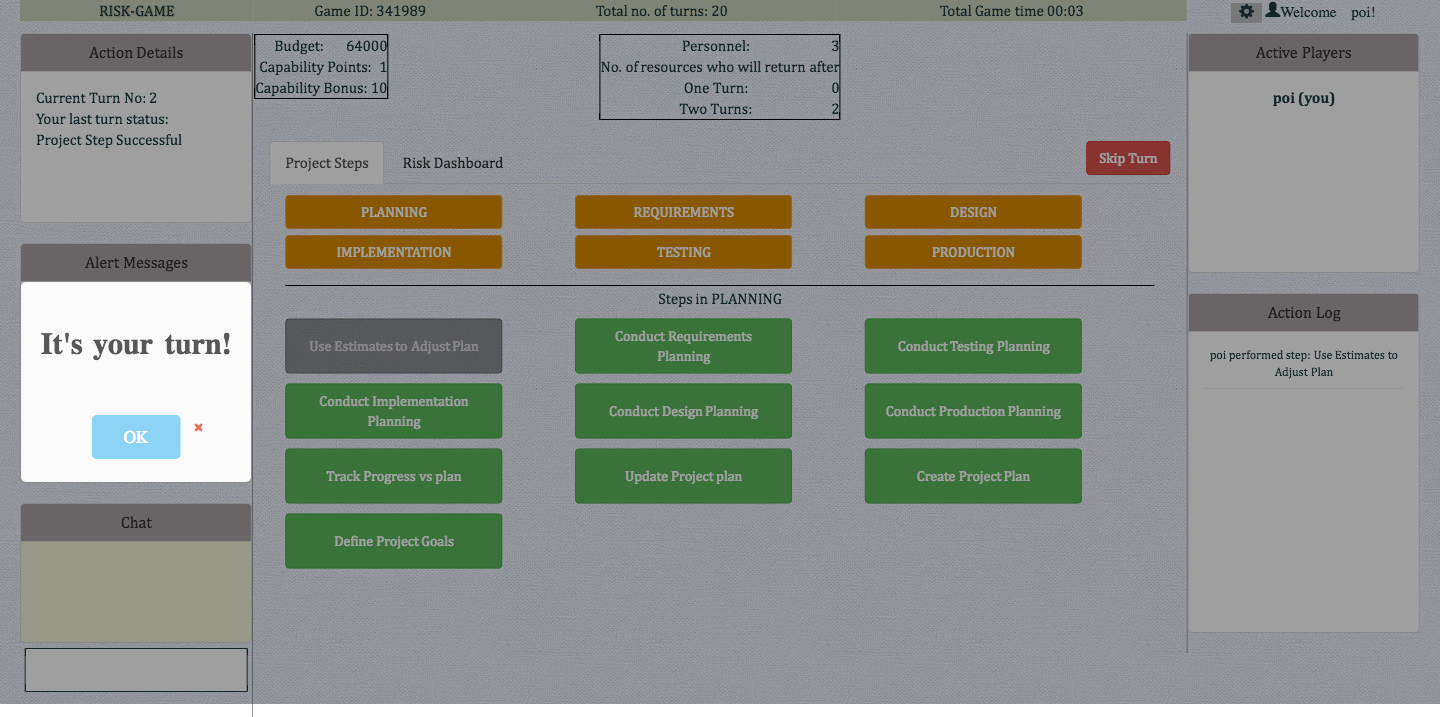 RISK-GAME
Game ID: 341989
Total no. of turns: 20
Total Game time 00:03
Welcome poi!
Action Details
Current Turn No: 2
Your last turn status:
Project Step Successful
Budget: 64000
Capability Points: 1
Capability Bonus: 10
Personnel: 3
No. of resources who will return after
One Turn: 0
Two Turns: 2
Active Players
poi (you)
Project Steps
Risk Dashboard
Skip Turn
PLANNING
REQUIREMENTS
DESIGN
IMPLEMENTATION
TESTING
PRODUCTION
Steps in PLANNING
Use Estimates to Adjust Plan
Conduct Requirements
Planning
Conduct Testing Planning
Conduct Implementation
Planning
Conduct Design Planning
Conduct Production Planning
Track Progress vs plan
Update Project plan
Create Project Plan
Define Project Goals
Alert Messages
It's your turn!
OK
Chat
Action Log
poi performed step: Use Estimates to
Adjust Plan